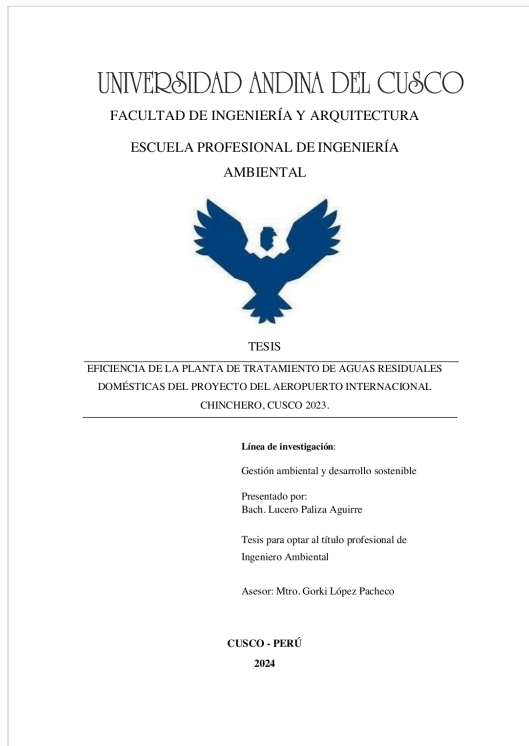 UNIVERSIDAD ANDINA DEL CUSCO
FACULTAD DE INGENIERÍA Y ARQUITECTURA
ESCUELA PROFESIONAL DE INGENIERÍA
AMBIENTAL
TESIS
EFICIENCIA DE LA PLANTA DE TRATAMIENTO DE AGUAS RESIDUALES
DOMÉSTICAS DEL PROYECTO DEL AEROPUERTO INTERNACIONAL
CHINCHERO, CUSCO 2023.
Línea de investigación:
Gestión ambiental y desarrollo sostenible
Presentado por:
Bach. Lucero Paliza Aguirre
Tesis para optar al título profesional de
Ingeniero Ambiental
Asesor: Mtro. Gorki López Pacheco
CUSCO - PERÚ
2024